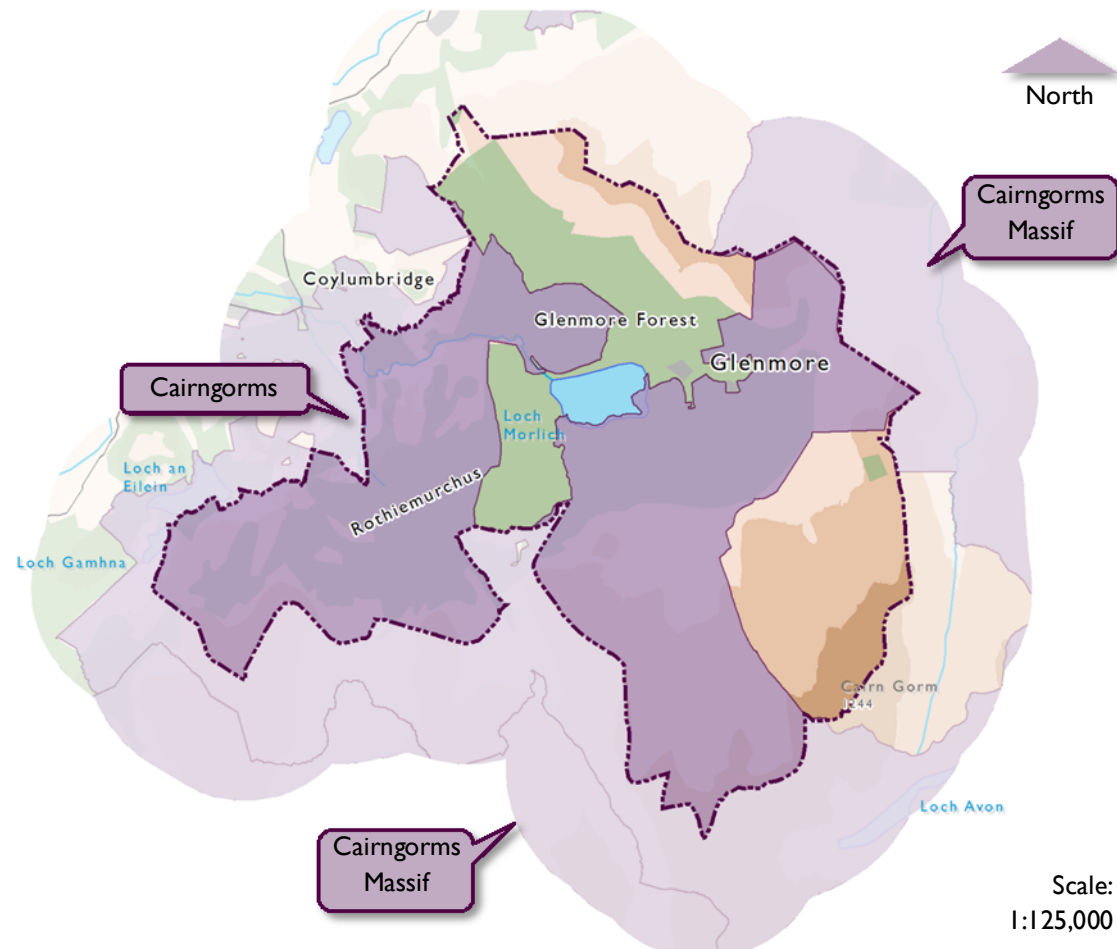 North
Cairngorms
Massif
Coylumbridge
Glenmore Forest
Glenmore
Cairngorms
Loch
Morlich
Loch an
Eilein
Rothiemurchus
Loch Gamhna
Cairn Gorm
1244
Loch Avon
Cairngorms
Massif
Scale:
1:125,000